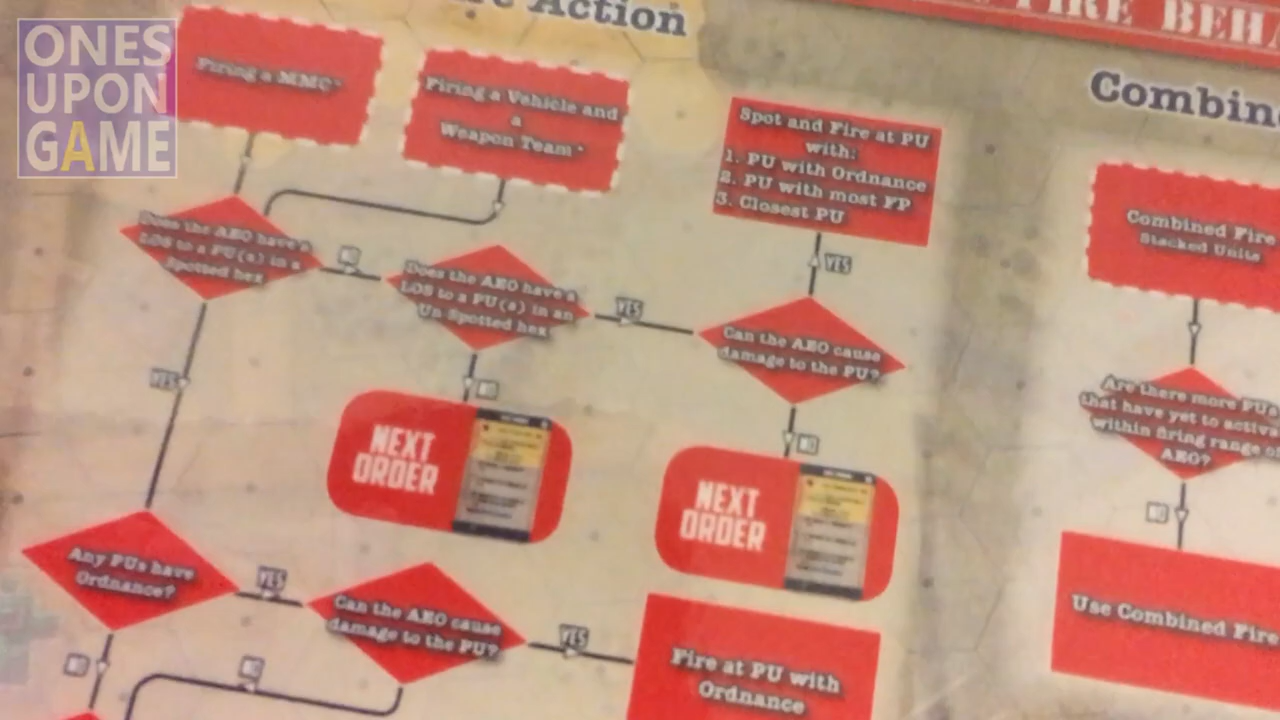 ONES
UPON
GAME
Action
FIRE BEHA
Combin
Firing a MMC*
Firing a Vehicle and
a
Weapon Team*
Spot and Fire at PU
with:
1. PU with Ordnance
2. PU with most FP
3. Closest PU
Combined Fire
Stacked Units
Does the AEO have a
LOS to a PU(s) in a
Spotted hex
NO
Does the AEO have a
LOS to a PU(s) in an
Un Spotted hex
YES
YES
Can the AEO cause
damage to the PU?
YES
NO
NO
Are there more PUs
that have yet to activa
within firing range of
AEO?
NEXT
ORDER
NEXT
ORDER
NO
Any PUs have
Ordnance?
YES
Can the AEO cause
damage to the PU?
YES
Fire at PU with
Ordnance
Use Combined Fire
NO
NO